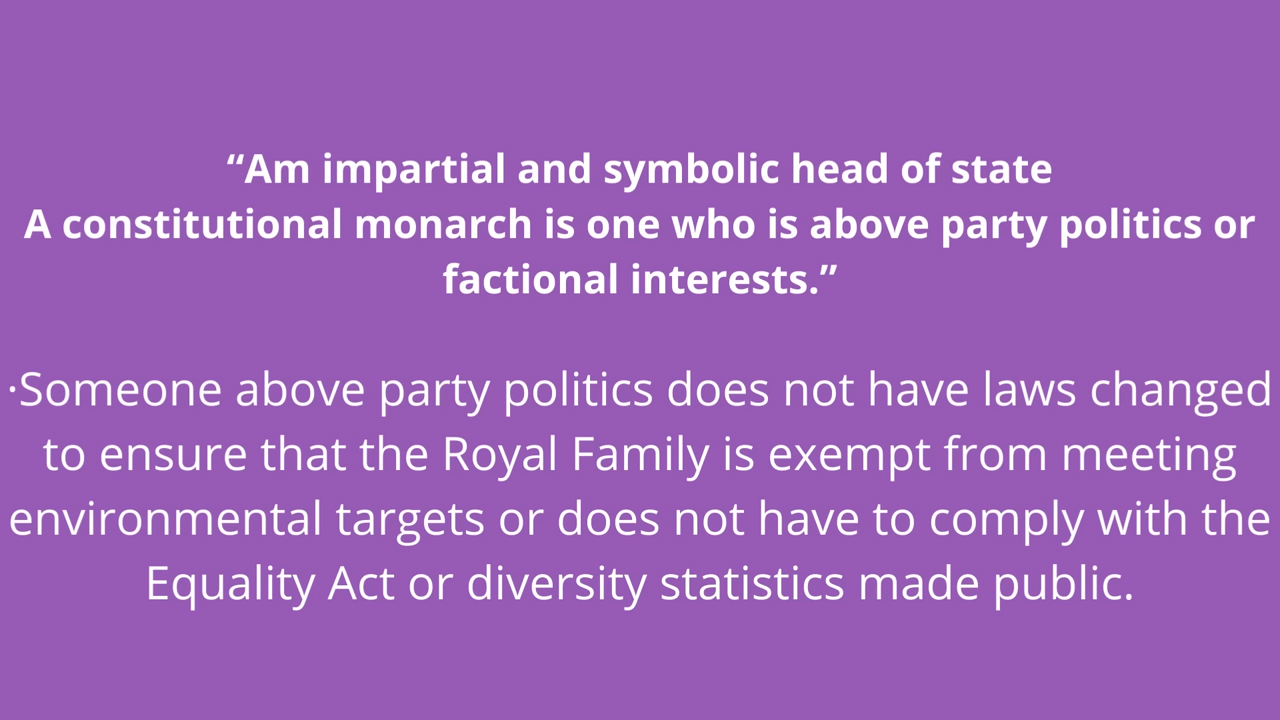 “Am impartial and symbolic head of state
A constitutional monarch is one who is above party politics or
factional interests.”
·Someone above party politics does not have laws changed
to ensure that the Royal Family is exempt from meeting
environmental targets or does not have to comply with the
Equality Act or diversity statistics made public.